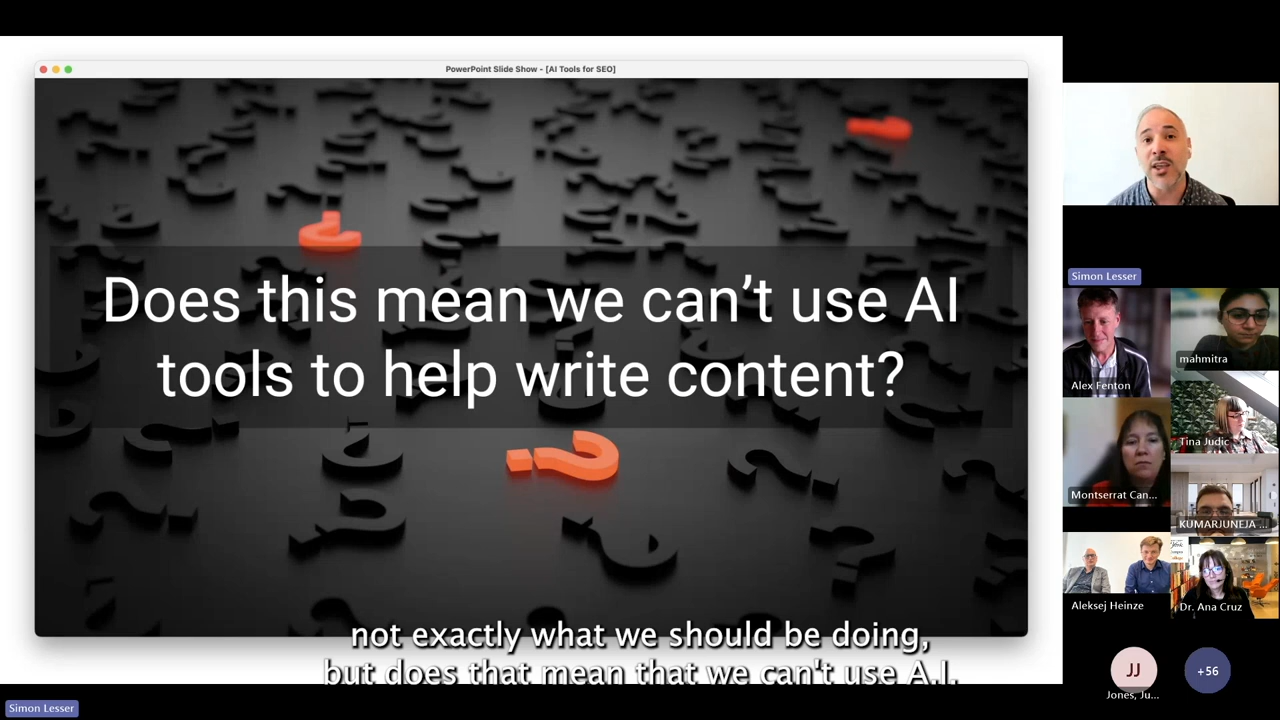 PowerPoint Slide Show - [AI Tools for SEO]
Does this mean we can’t use AI
tools to help write content?
not exactly what we should be doing,
but does that mean that we can't use A.I.
Simon Lesser
Simon Lesser
Alex Fenton
mahmitra
Tina Judic
Montserrat Can...
KUMARJUNEJA ...
Aleksej Heinze
Dr. Ana Cruz
JJ
Jones, Ju...
+56